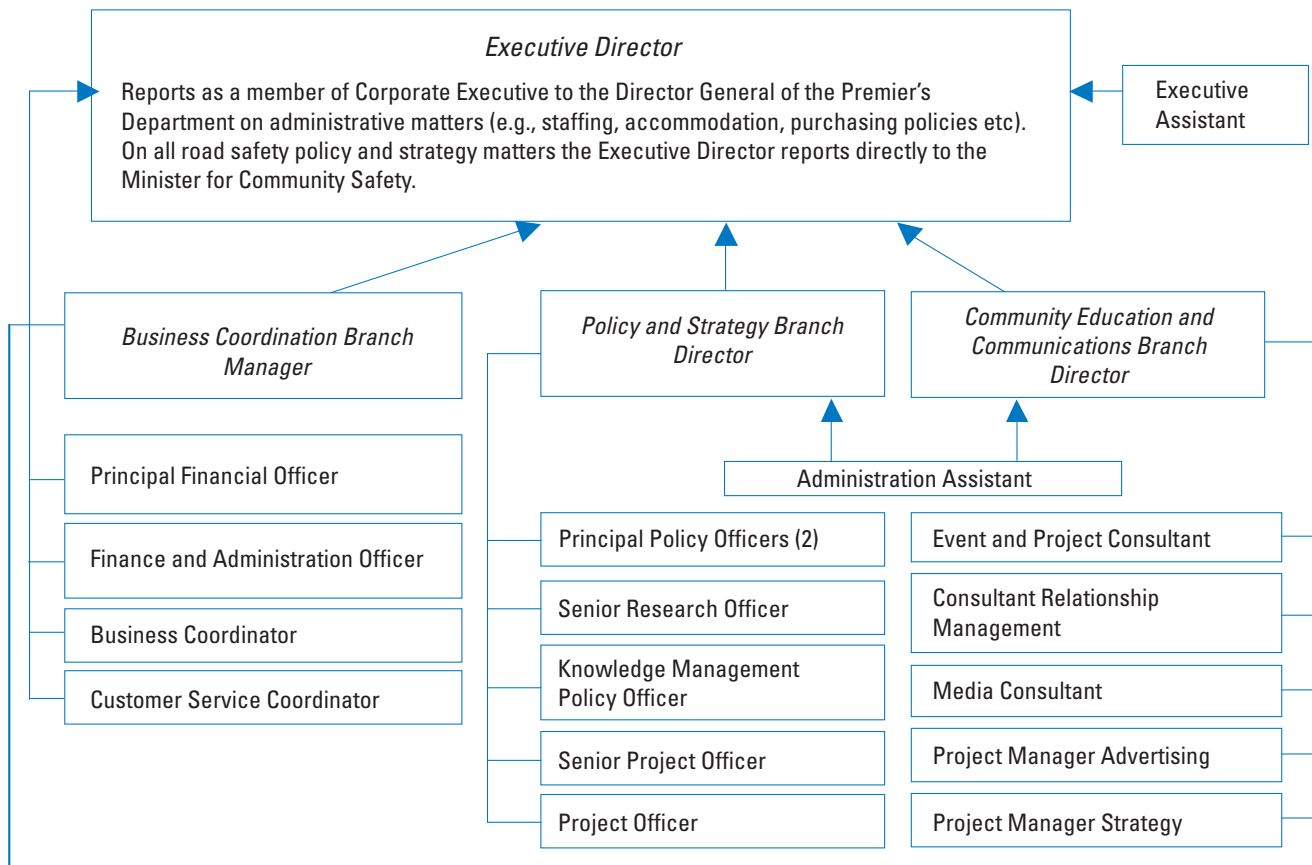 Executive Director
Reports as a member of Corporate Executive to the Director General of the Premier's
Department on administrative matters (e.g., staffing, accommodation, purchasing policies etc).
On all road safety policy and strategy matters the Executive Director reports directly to the
Minister for Community Safety.
Executive
Assistant
Business Coordination Branch
Manager
Policy and Strategy Branch
Director
Community Education and
Communications Branch
Director
Administration Assistant
Principal Financial Officer
Finance and Administration Officer
Business Coordinator
Customer Service Coordinator
Principal Policy Officers (2)
Senior Research Officer
Knowledge Management
Policy Officer
Senior Project Officer
Project Officer
Event and Project Consultant
Consultant Relationship
Management
Media Consultant
Project Manager Advertising
Project Manager Strategy